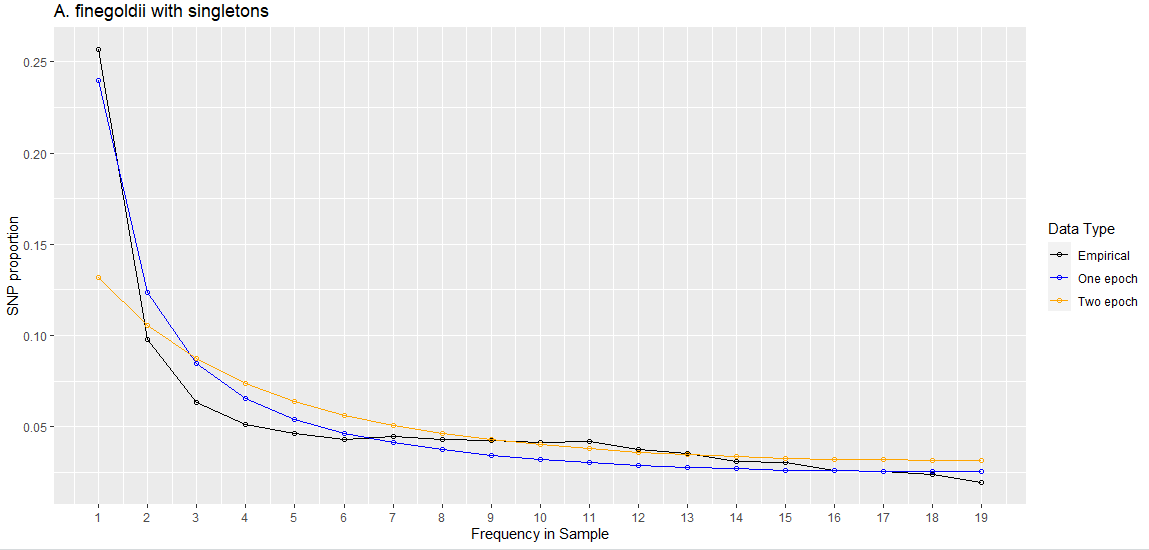 A. finegoldii with singletons
0.25
0.20
0.15
0.10
0.05
SNP proportion
1 2 3 4 5 6 7 8 9 10 11 12 13 14 15 16 17 18 19
Frequency in Sample
Data Type
Empirical
One epoch
Two epoch